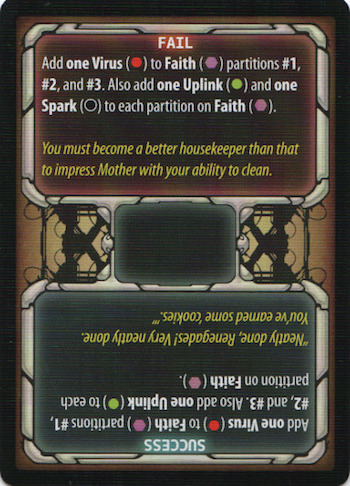 FAIL
Add one Virus (●) to Faith (⬣) partitions #1,
#2, and #3. Also add one Uplink (●) and one
Spark (○) to each partition on Faith (⬣).
You must become a better housekeeper than that
to impress Mother with your ability to clean.
SUCCESS
Add one Virus (●) to Faith (⬣) partitions #1,
#2, and #3. Also add one Uplink (●) to each
partition on Faith (⬣).
"Neatly, done, Renegades! Very neatly done.
You've earned some 'cookies.'"